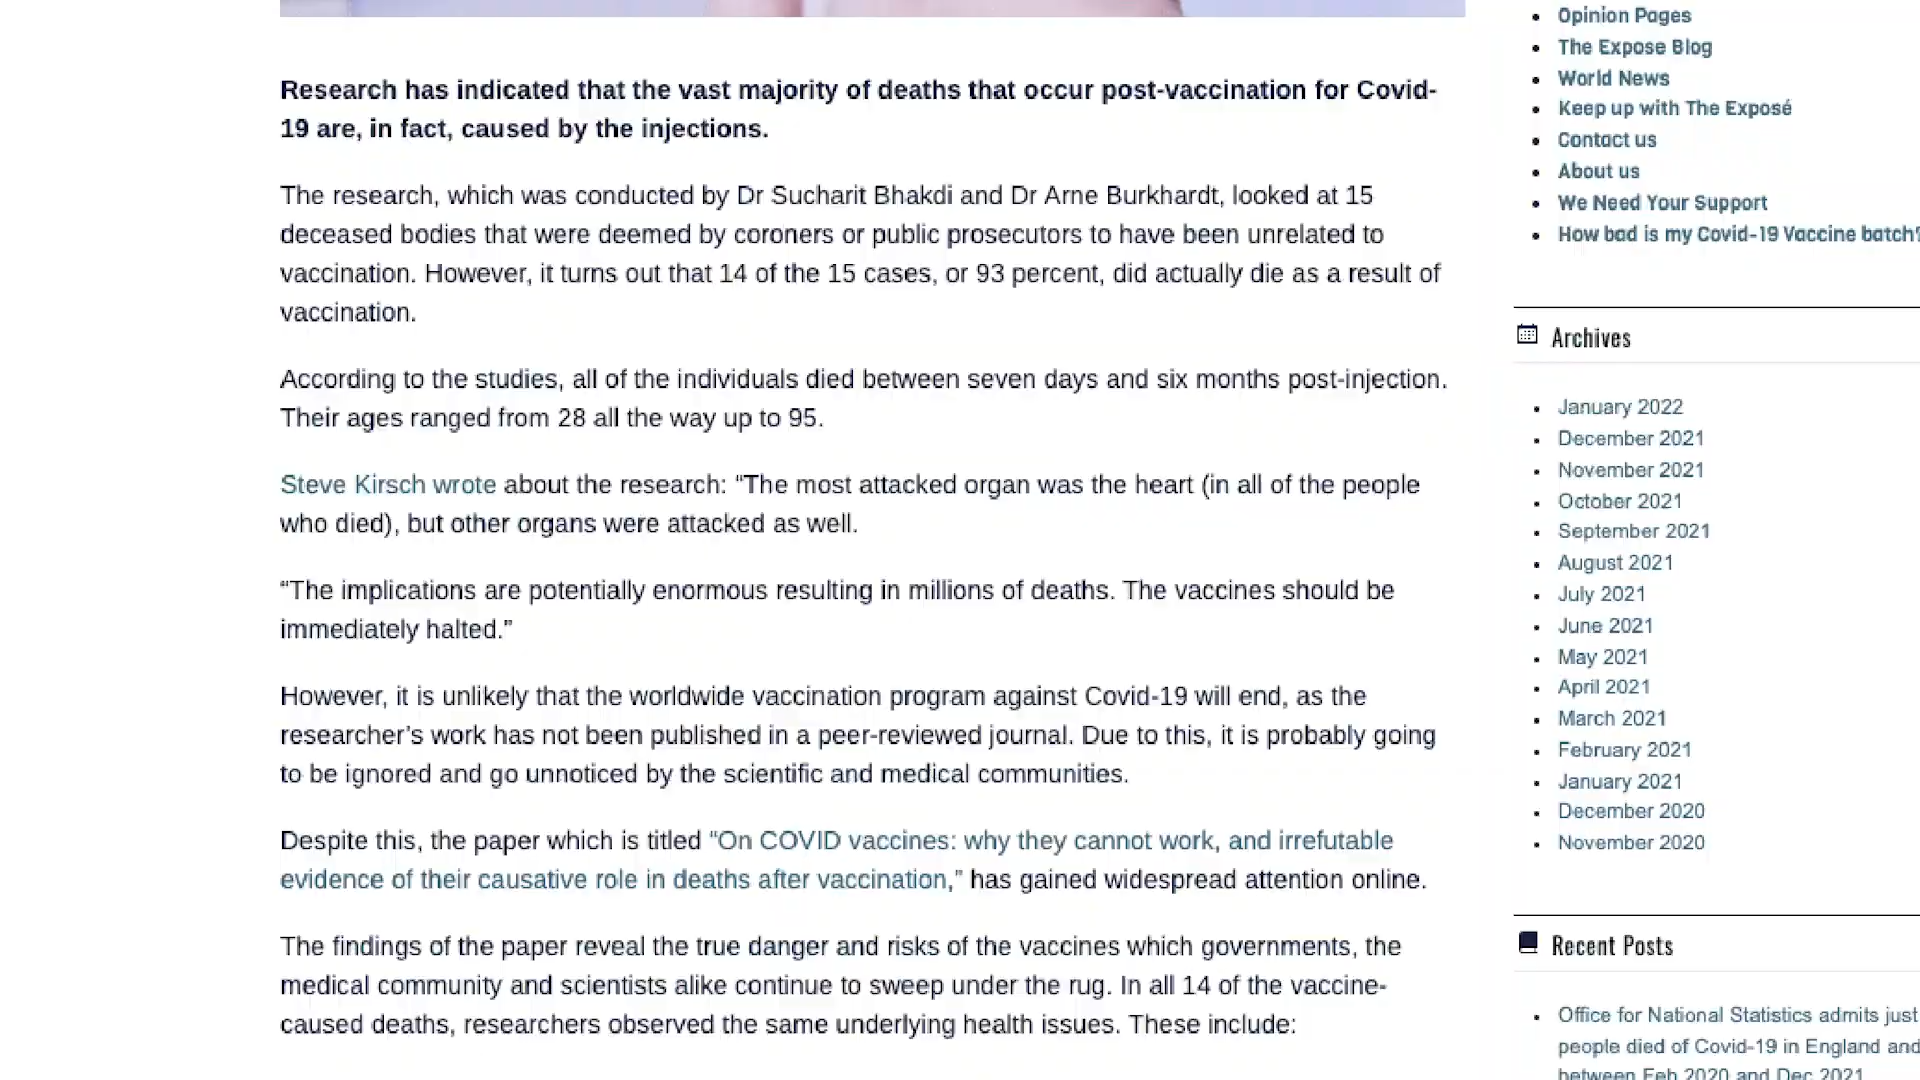 Research has indicated that the vast majority of deaths that occur post-vaccination for Covid-
19 are, in fact, caused by the injections.
The research, which was conducted by Dr Sucharit Bhakdi and Dr Arne Burkhardt, looked at 15
deceased bodies that were deemed by coroners or public prosecutors to have been unrelated to
vaccination. However, it turns out that 14 of the 15 cases, or 93 percent, did actually die as a result of
vaccination.
According to the studies, all of the individuals died between seven days and six months post-injection.
Their ages ranged from 28 all the way up to 95.
Steve Kirsch wrote about the research: “The most attacked organ was the heart (in all of the people
who died), but other organs were attacked as well.
“The implications are potentially enormous resulting in millions of deaths. The vaccines should be
immediately halted.”
However, it is unlikely that the worldwide vaccination program against Covid-19 will end, as the
researcher’s work has not been published in a peer-reviewed journal. Due to this, it is probably going
to be ignored and go unnoticed by the scientific and medical communities.
Despite this, the paper which is titled “On COVID vaccines: why they cannot work, and irrefutable
evidence of their causative role in deaths after vaccination,” has gained widespread attention online.
The findings of the paper reveal the true danger and risks of the vaccines which governments, the
medical community and scientists alike continue to sweep under the rug. In all 14 of the vaccine-
caused deaths, researchers observed the same underlying health issues. These include:
Opinion Pages
The Expose Blog
World News
Keep up with The Exposé
Contact us
About us
We Need Your Support
How bad is my Covid-19 Vaccine batch?
Archives
January 2022
December 2021
November 2021
October 2021
September 2021
August 2021
July 2021
June 2021
May 2021
April 2021
March 2021
February 2021
January 2021
December 2020
November 2020
Recent Posts
Office for National Statistics admits just
people died of Covid-19 in England and
between Feb 2020 and Dec 2021